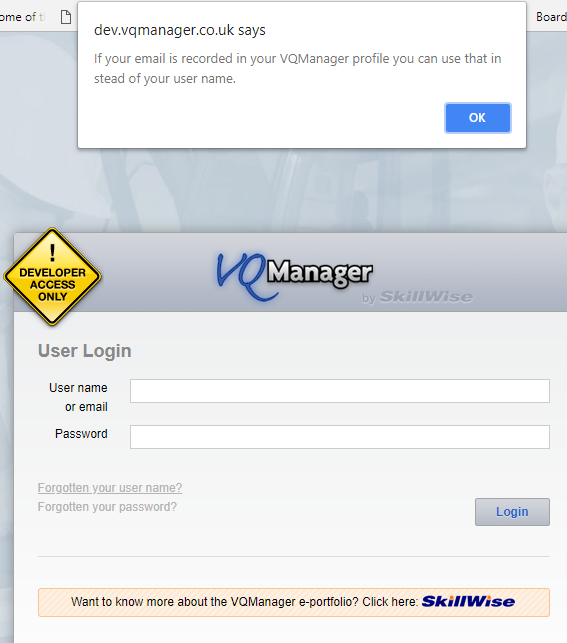 ome of t
Board
dev.vqmanager.co.uk says
If your email is recorded in your VQManager profile you can use that in
stead of your user name.
OK
!
DEVELOPER
ACCESS
ONLY
VQManager
by SkillWise
User Login
User name
or email
Password
Forgotten your user name?
Forgotten your password?
Login
Want to know more about the VQManager e-portfolio? Click here: SkillWise